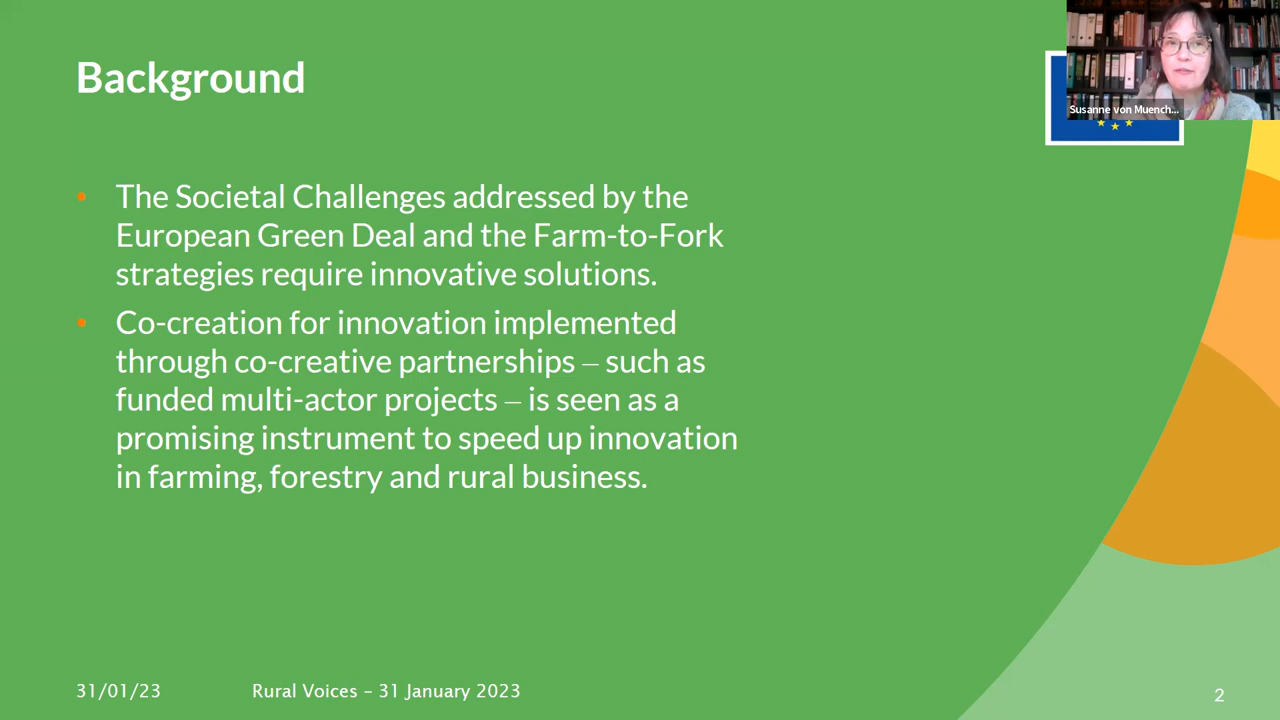 Background
Susanne von Muench...
• The Societal Challenges addressed by the
European Green Deal and the Farm-to-Fork
strategies require innovative solutions.
• Co-creation for innovation implemented
through co-creative partnerships – such as
funded multi-actor projects – is seen as a
promising instrument to speed up innovation
in farming, forestry and rural business.
31/01/23
Rural Voices – 31 January 2023
2